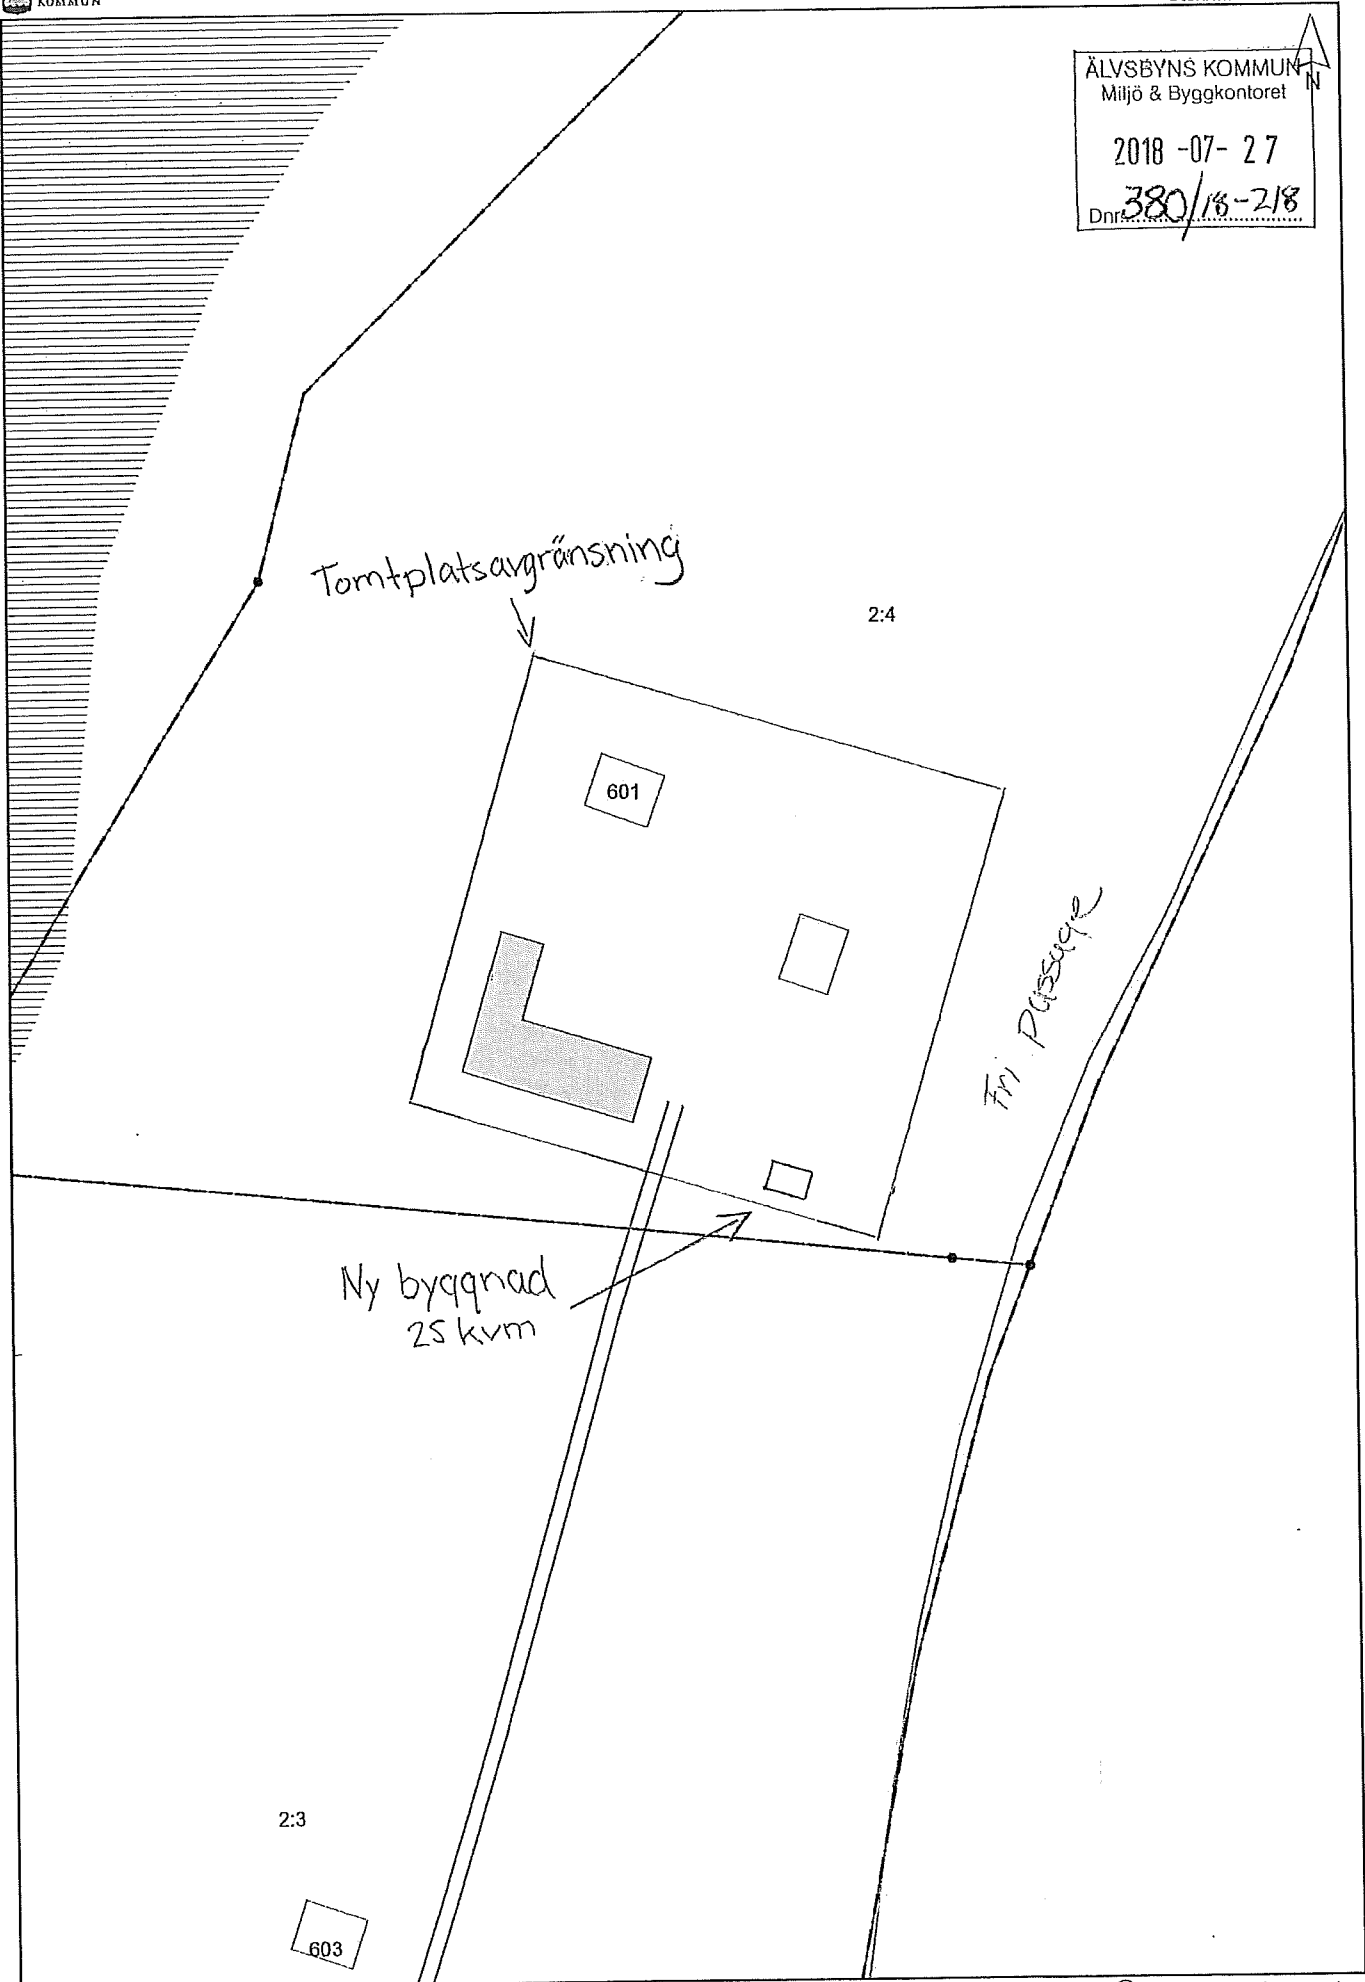 KOMMUN
ÄLVSBYNS KOMMUN
N
Miljö & Byggkontoret
2018 -07- 27
Dnr 380/18-218
Tomtplatsavgränsning
2:4
601
Fri passage
Ny byggnad
25 kvm
2:3
603